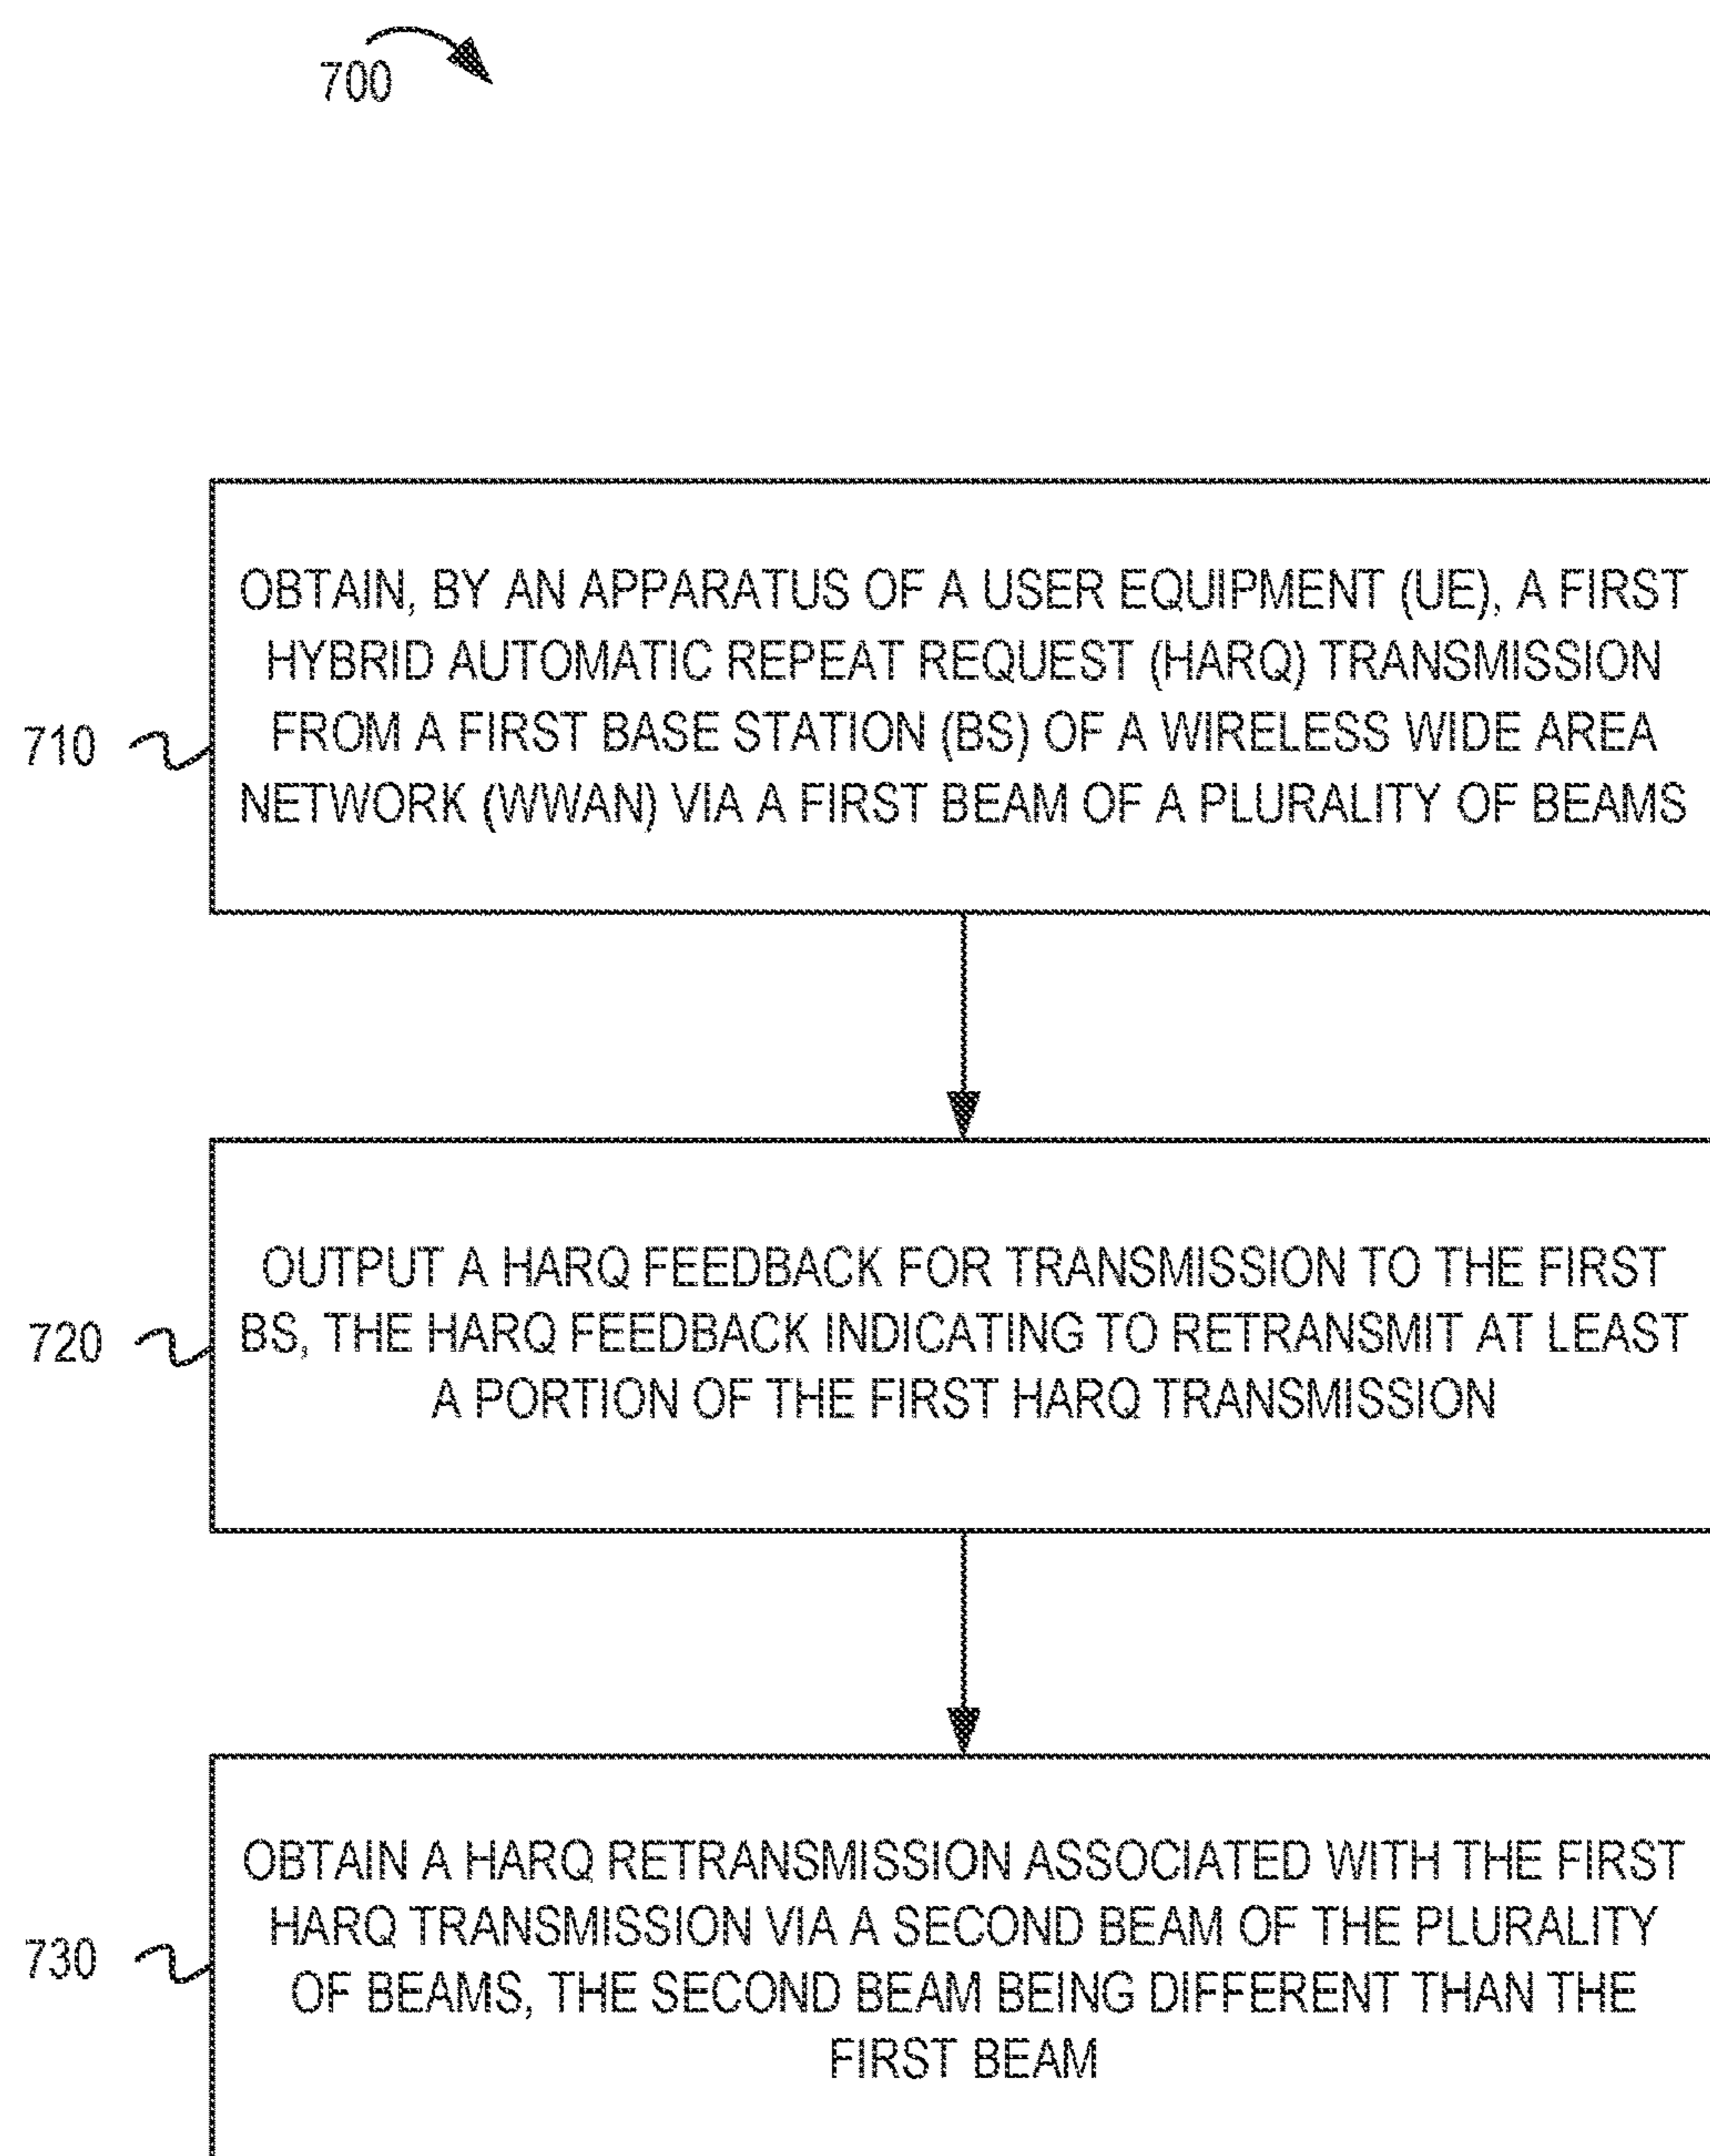 700
OBTAIN, BY AN APPARATUS OF A USER EQUIPMENT (UE), A FIRST
HYBRID AUTOMATIC REPEAT REQUEST (HARQ) TRANSMISSION
FROM A FIRST BASE STATION (BS) OF A WIRELESS WIDE AREA
NETWORK (WWAN) VIA A FIRST BEAM OF A PLURALITY OF BEAMS
710
OUTPUT A HARQ FEEDBACK FOR TRANSMISSION TO THE FIRST
BS, THE HARQ FEEDBACK INDICATING TO RETRANSMIT AT LEAST
A PORTION OF THE FIRST HARQ TRANSMISSION
720
OBTAIN A HARQ RETRANSMISSION ASSOCIATED WITH THE FIRST
HARQ TRANSMISSION VIA A SECOND BEAM OF THE PLURALITY
OF BEAMS, THE SECOND BEAM BEING DIFFERENT THAN THE
FIRST BEAM
730